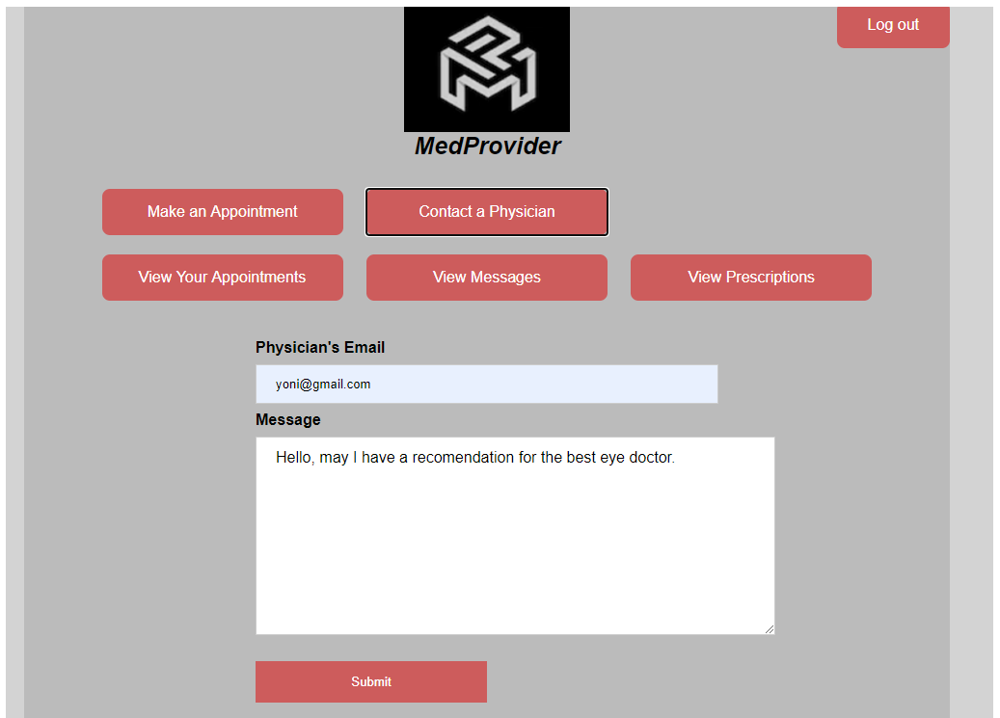 Log out
MedProvider
Make an Appointment
Contact a Physician
View Your Appointments
View Messages
View Prescriptions
Physician's Email
yoni@gmail.com
Message
Hello, may I have a recomendation for the best eye doctor.
Submit